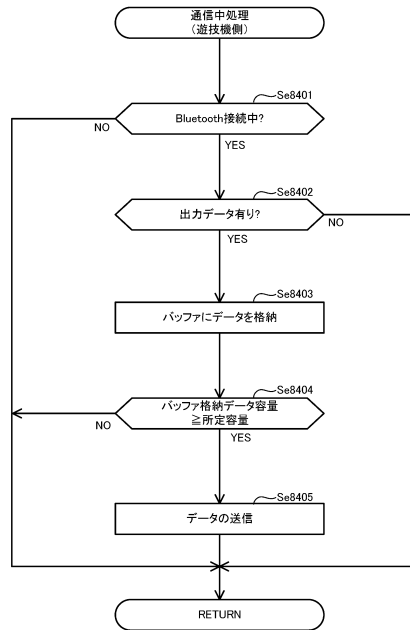 通信中処理
(遊技機側)
Se8401
Bluetooth接続中?
NO
YES
Se8402
出力データ有り?
NO
YES
Se8403
バッファにデータを格納
Se8404
バッファ格納データ容量
≧所定容量
NO
YES
Se8405
データの送信
RETURN